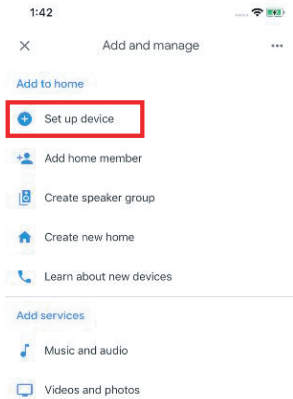 1:42
Add and manage
Add to home
Set up device
Add home member
Create speaker group
Create new home
Learn about new devices
Add services
Music and audio
Videos and photos